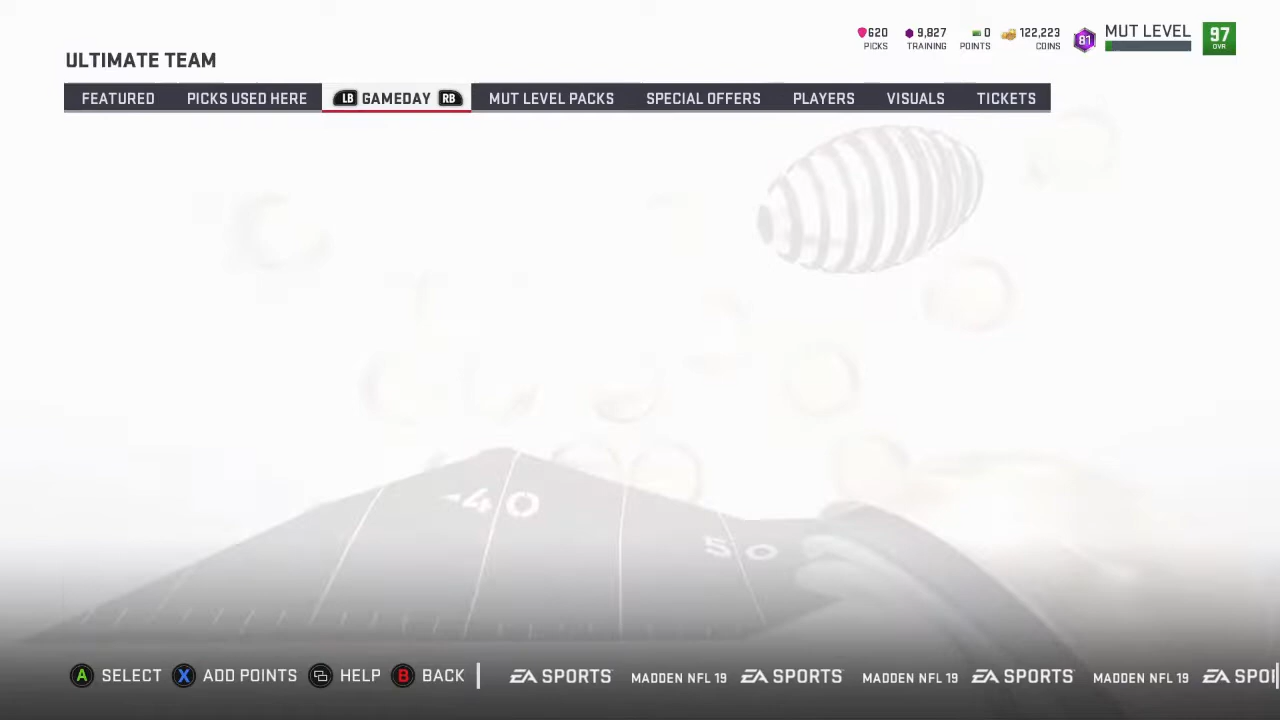 ULTIMATE TEAM
620 PICKS
9,827 TRAINING
0 POINTS
122,223 COINS
81
MUT LEVEL
97 OVR
FEATURED PICKS USED HERE LB GAMEDAY RB MUT LEVEL PACKS SPECIAL OFFERS PLAYERS VISUALS TICKETS
40
50
A SELECT X ADD POINTS HELP B BACK EA SPORTS MADDEN NFL 19 EA SPORTS MADDEN NFL 19 EA SPORTS MADDEN NFL 19 EA SPO